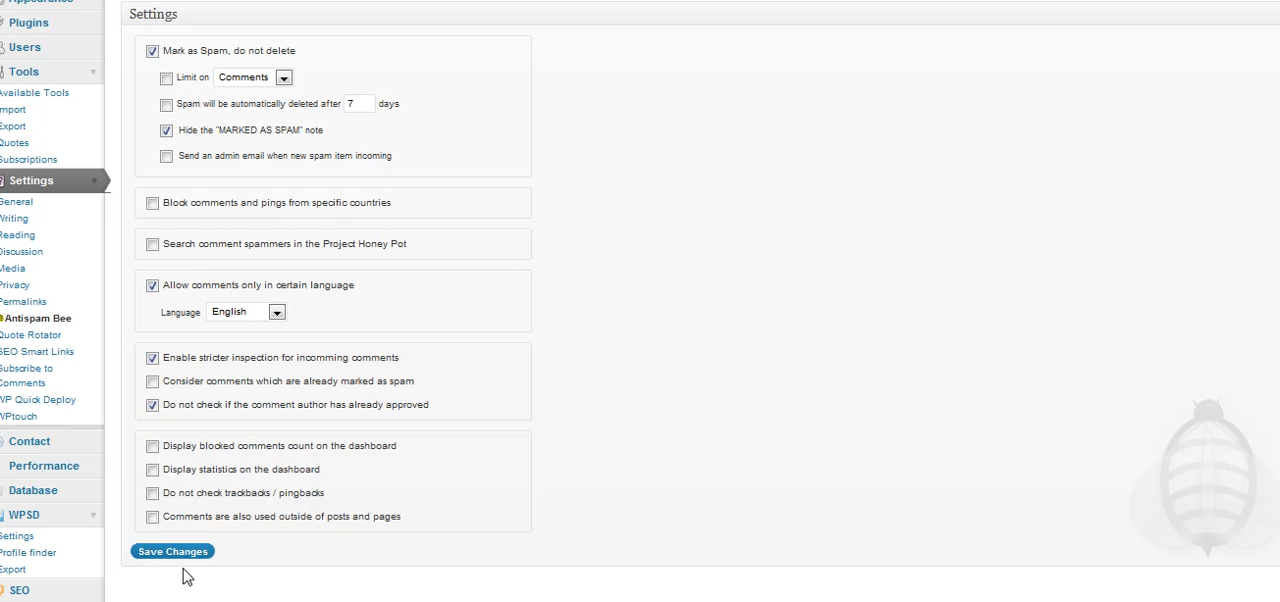 Appearance
Plugins
Users
Tools
Available Tools
Import
Export
Quotes
Subscriptions
Settings
General
Writing
Reading
Discussion
Media
Privacy
Permalinks
Antispam Bee
Quote Rotator
SEO Smart Links
Subscribe to
Comments
WP Quick Deploy
WPtouch
Contact
Performance
Database
WPSD
Settings
Profile finder
Export
SEO
Settings
Mark as Spam, do not delete
Limit on Comments
Spam will be automatically deleted after 7 days
Hide the "MARKED AS SPAM" note
Send an admin email when new spam item incoming
Block comments and pings from specific countries
Search comment spammers in the Project Honey Pot
Allow comments only in certain language
Language English
Enable stricter inspection for incomming comments
Consider comments which are already marked as spam
Do not check if the comment author has already approved
Display blocked comments count on the dashboard
Display statistics on the dashboard
Do not check trackbacks / pingbacks
Comments are also used outside of posts and pages
Save Changes